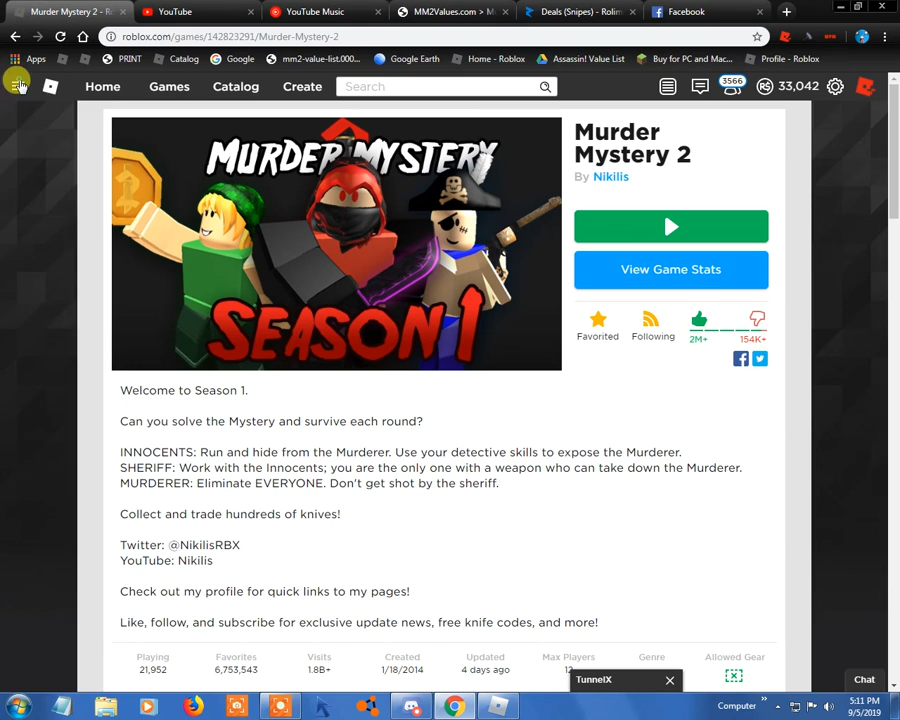 Murder Mystery 2 - Ro
YouTube
YouTube Music
MM2Values.com > M
Deals (Snipes) - Rolim
Facebook
roblox.com/games/142823291/Murder-Mystery-2
Apps
PRINT
Catalog
Google
mm2-value-list.000...
Google Earth
Home - Roblox
Assassin! Value List
Buy for PC and Mac...
Profile - Roblox
Home
Games
Catalog
Create
Search
3566
33,042
MURDER MYSTERY
SEASON 1
Murder
Mystery 2
By Nikilis
View Game Stats
Favorited
Following
2M+
154K+
Welcome to Season 1.
Can you solve the Mystery and survive each round?
INNOCENTS: Run and hide from the Murderer. Use your detective skills to expose the Murderer.
SHERIFF: Work with the Innocents; you are the only one with a weapon who can take down the Murderer.
MURDERER: Eliminate EVERYONE. Don't get shot by the sheriff.
Collect and trade hundreds of knives!
Twitter: @NikilisRBX
YouTube: Nikilis
Check out my profile for quick links to my pages!
Like, follow, and subscribe for exclusive update news, free knife codes, and more!
Playing
Favorites
Visits
Created
Updated
Max Players
Genre
Allowed Gear
21,952
6,753,543
1.8B+
1/18/2014
4 days ago
12
TunnelX
Chat
Computer
5:11 PM
9/5/2019